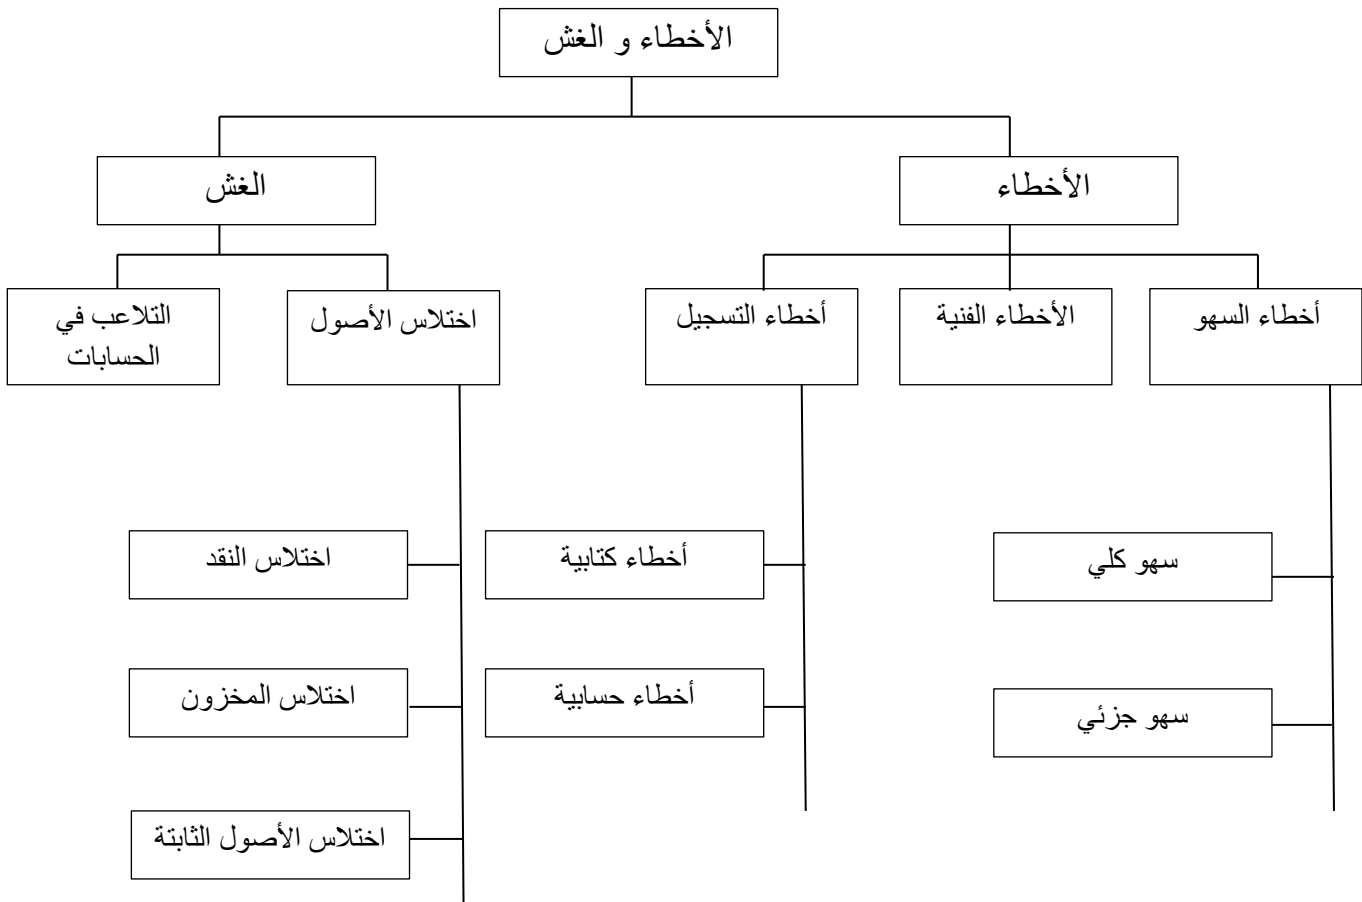 الأخطاء و الغش
الأخطاء
الغش
أخطاء السهو
الأخطاء الفنية
أخطاء التسجيل
اختلاس الأصول
التلاعب في
الحسابات
سهو كلي
أخطاء كتابية
اختلاس النقد
سهو جزئي
أخطاء حسابية
اختلاس المخزون
اختلاس الأصول الثابتة